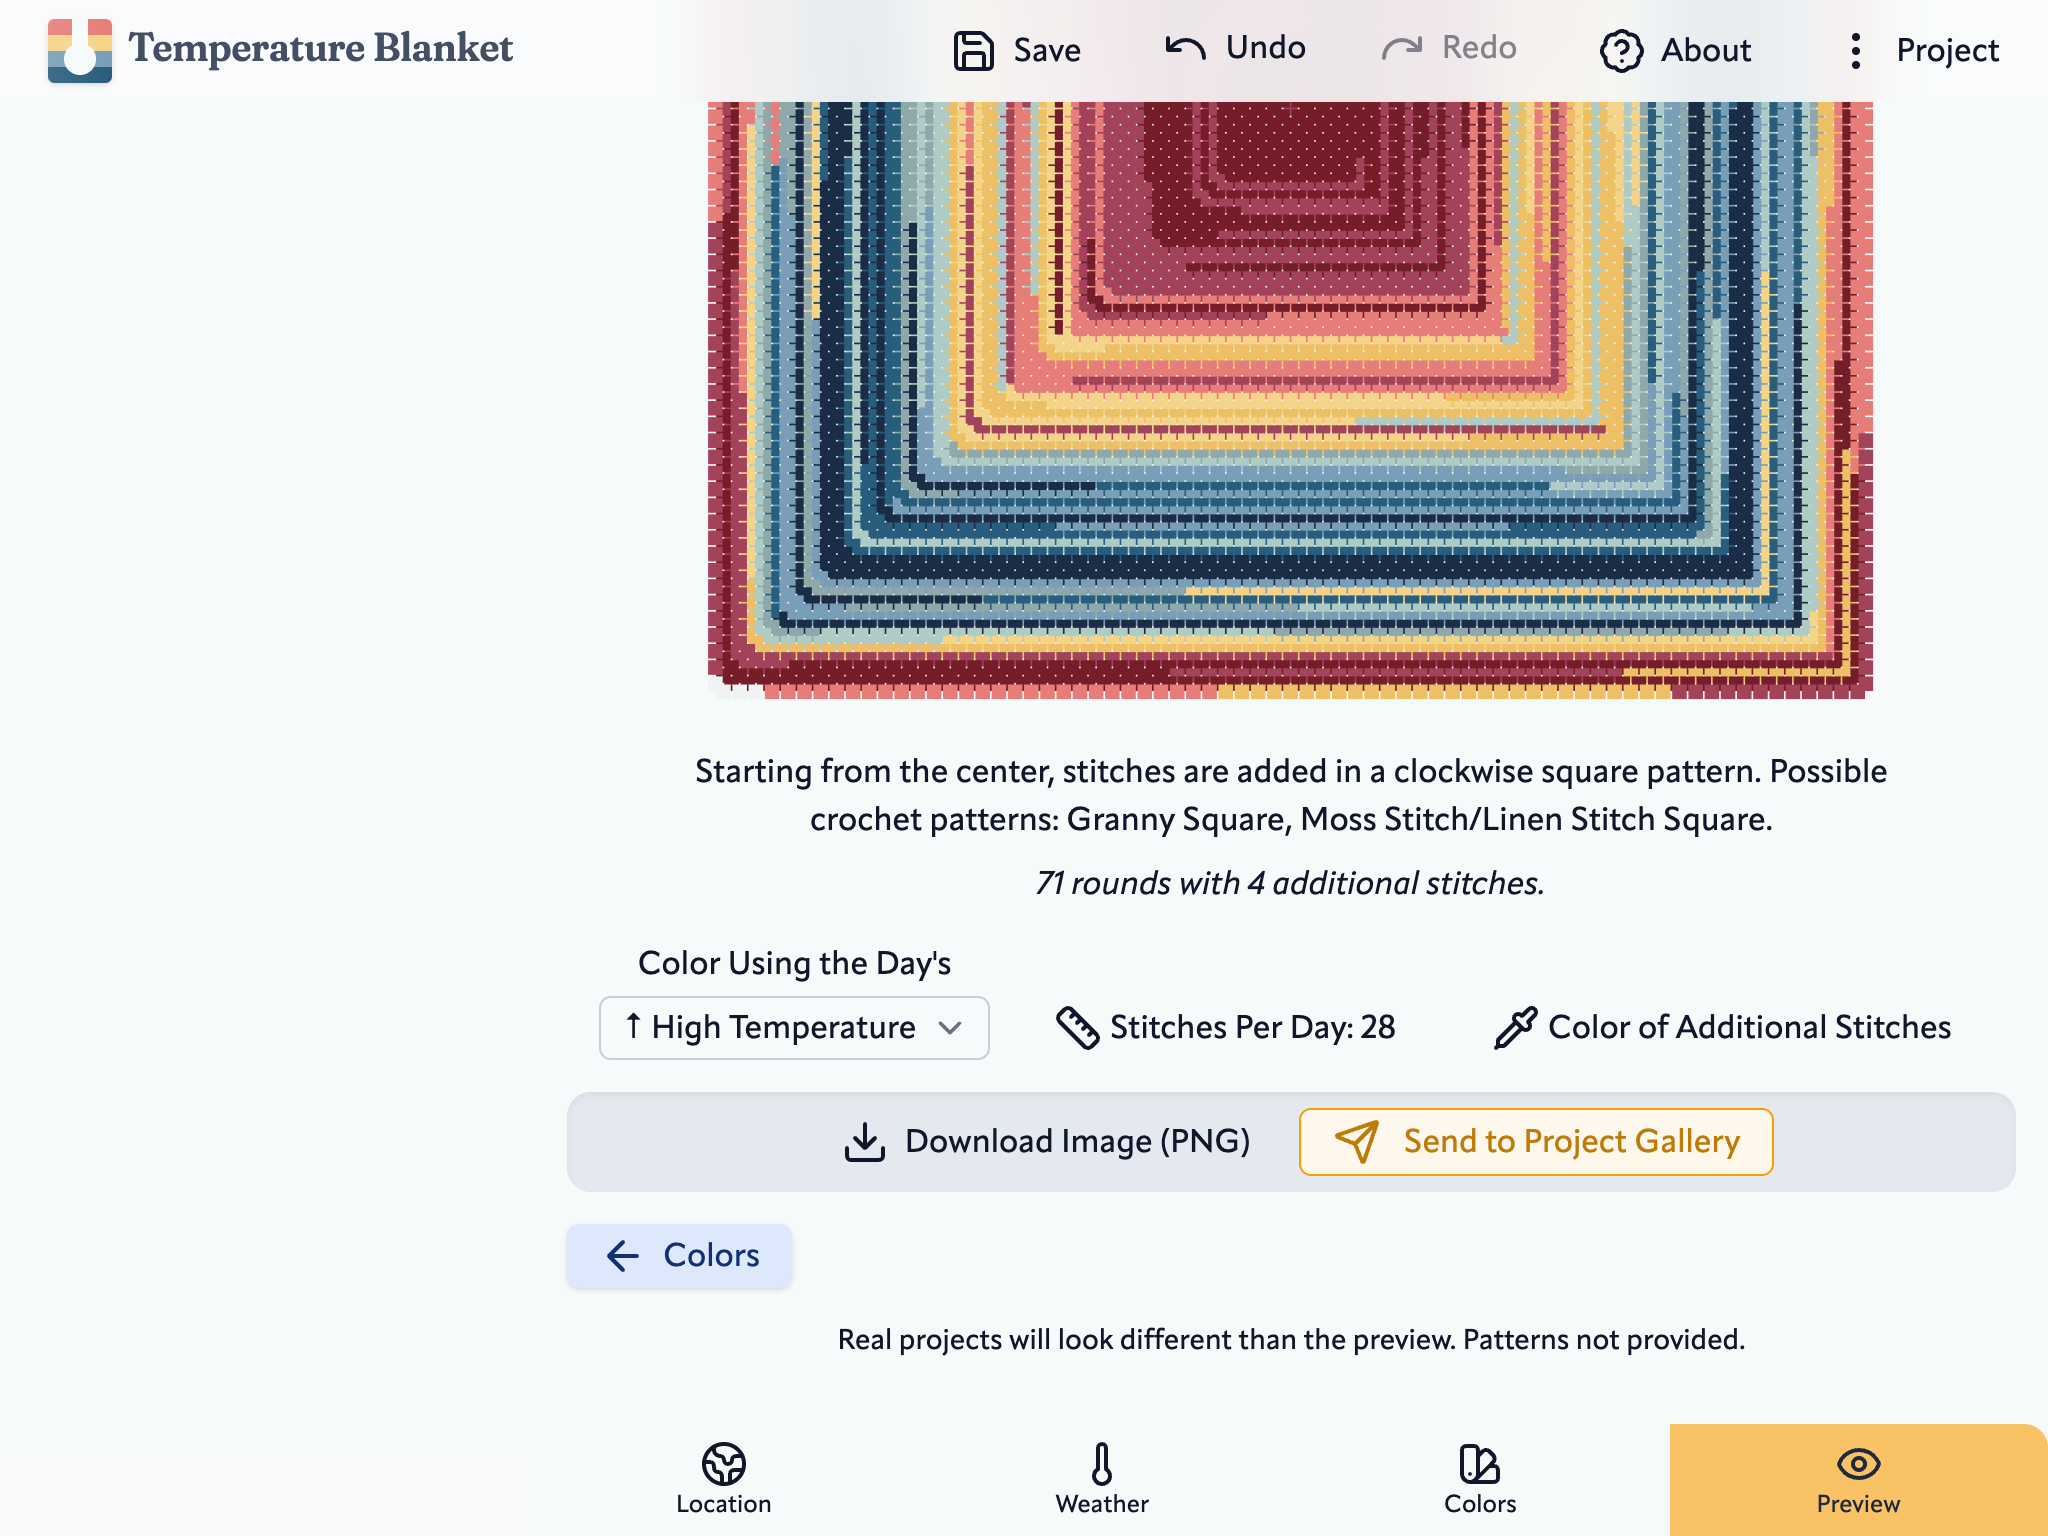 Temperature Blanket
Save
Undo
Redo
About
Project
Starting from the center, stitches are added in a clockwise square pattern. Possible
crochet patterns: Granny Square, Moss Stitch/Linen Stitch Square.
71 rounds with 4 additional stitches.
Color Using the Day's
↑ High Temperature
Stitches Per Day: 28
Color of Additional Stitches
Download Image (PNG)
Send to Project Gallery
Colors
Real projects will look different than the preview. Patterns not provided.
Location
Weather
Colors
Preview